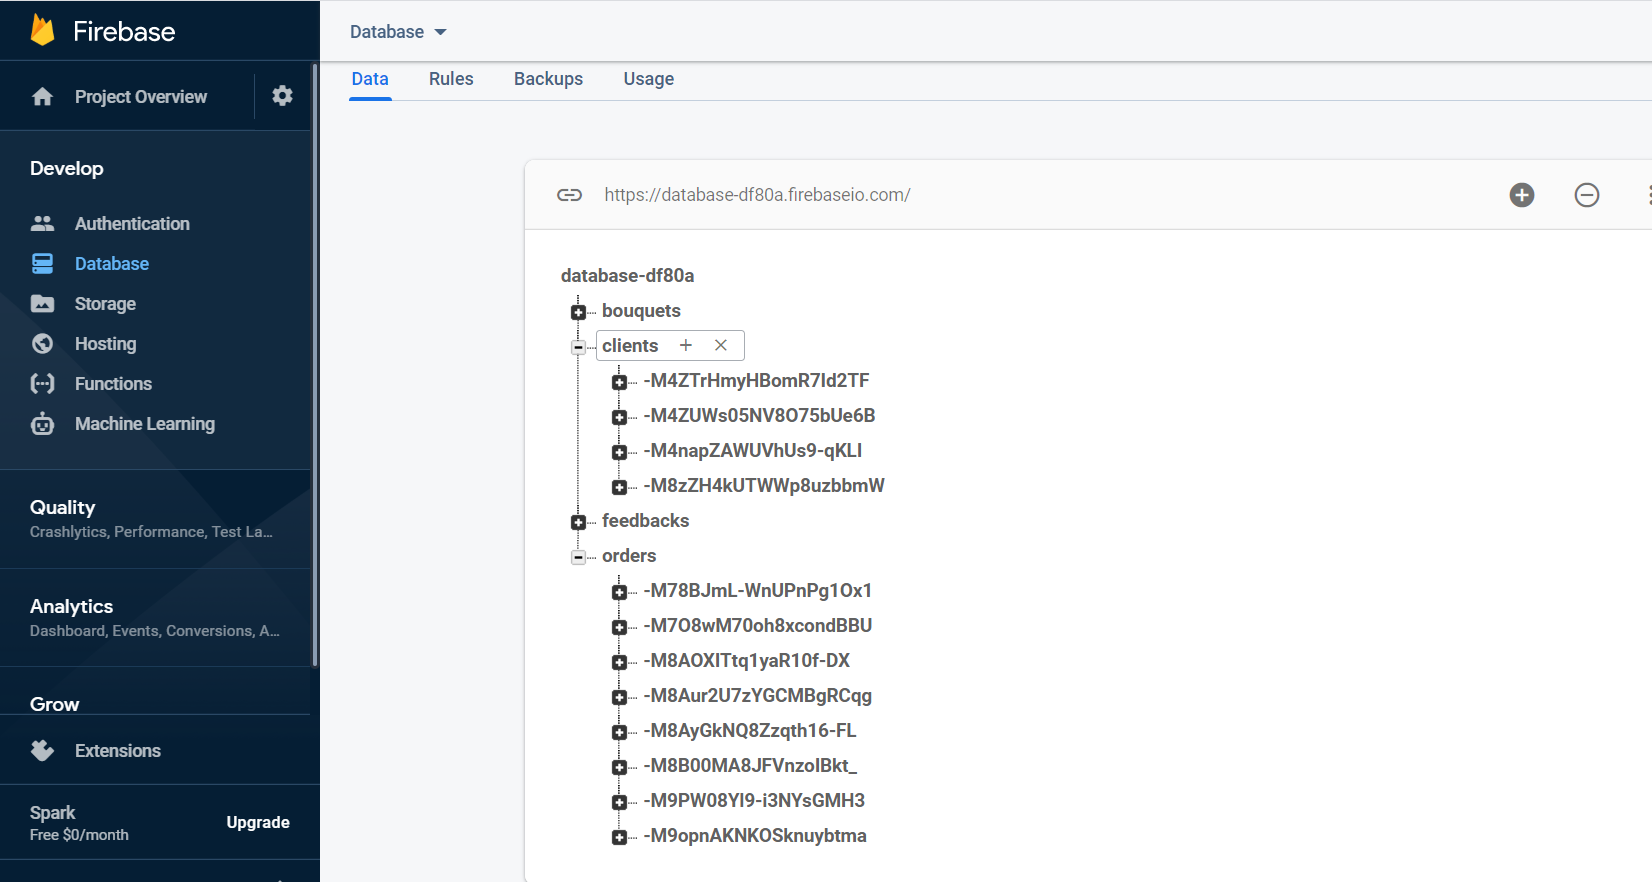 Firebase
Project Overview
Develop
Authentication
Database
Storage
Hosting
Functions
Machine Learning
Quality
Crashlytics, Performance, Test La...
Analytics
Dashboard, Events, Conversions, A...
Grow
Extensions
Spark
Free $0/month
Upgrade
Database
Data Rules Backups Usage
https://database-df80a.firebaseio.com/
database-df80a
bouquets
clients
-M4ZTrHmyHBomR7Id2TF
-M4ZUWs05NV8O75bUe6B
-M4napZAWUVhUs9-qKLI
-M8zZH4kUTWWp8uzbbmW
feedbacks
orders
-M78BJmL-WnUPnPg1Ox1
-M7O8wM70oh8xcondBBU
-M8AOXITtq1yaR10f-DX
-M8Aur2U7zYGCMBgRCqg
-M8AyGkNQ8Zzqth16-FL
-M8B00MA8JFVnzoIBkt_
-M9PW08YI9-i3NYsGMH3
-M9opnAKNKOSknuybtma